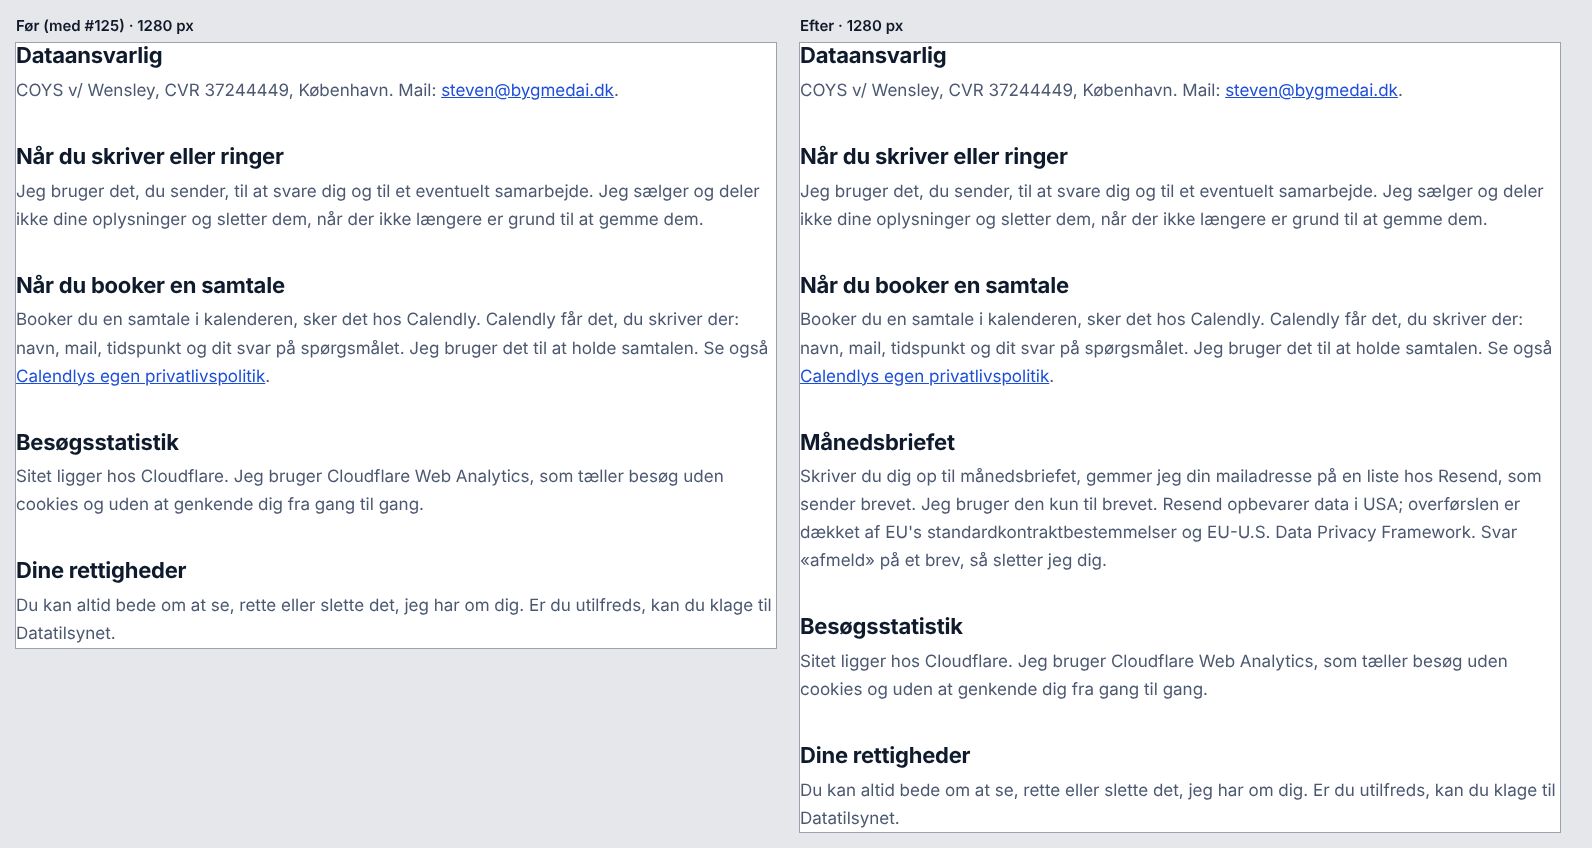 Før (med #125) · 1280 px
Dataansvarlig
COYS v/ Wensley, CVR 37244449, København. Mail: steven@bygmedai.dk.
Når du skriver eller ringer
Jeg bruger det, du sender, til at svare dig og til et eventuelt samarbejde. Jeg sælger og deler
ikke dine oplysninger og sletter dem, når der ikke længere er grund til at gemme dem.
Når du booker en samtale
Booker du en samtale i kalenderen, sker det hos Calendly. Calendly får det, du skriver der:
navn, mail, tidspunkt og dit svar på spørgsmålet. Jeg bruger det til at holde samtalen. Se også
Calendlys egen privatlivspolitik.
Besøgsstatistik
Sitet ligger hos Cloudflare. Jeg bruger Cloudflare Web Analytics, som tæller besøg uden
cookies og uden at genkende dig fra gang til gang.
Dine rettigheder
Du kan altid bede om at se, rette eller slette det, jeg har om dig. Er du utilfreds, kan du klage til
Datatilsynet.
Efter · 1280 px
Dataansvarlig
COYS v/ Wensley, CVR 37244449, København. Mail: steven@bygmedai.dk.
Når du skriver eller ringer
Jeg bruger det, du sender, til at svare dig og til et eventuelt samarbejde. Jeg sælger og deler
ikke dine oplysninger og sletter dem, når der ikke længere er grund til at gemme dem.
Når du booker en samtale
Booker du en samtale i kalenderen, sker det hos Calendly. Calendly får det, du skriver der:
navn, mail, tidspunkt og dit svar på spørgsmålet. Jeg bruger det til at holde samtalen. Se også
Calendlys egen privatlivspolitik.
Månedsbriefet
Skriver du dig op til månedsbriefet, gemmer jeg din mailadresse på en liste hos Resend, som
sender brevet. Jeg bruger den kun til brevet. Resend opbevarer data i USA; overførslen er
dækket af EU's standardkontraktbestemmelser og EU-U.S. Data Privacy Framework. Svar
«afmeld» på et brev, så sletter jeg dig.
Besøgsstatistik
Sitet ligger hos Cloudflare. Jeg bruger Cloudflare Web Analytics, som tæller besøg uden
cookies og uden at genkende dig fra gang til gang.
Dine rettigheder
Du kan altid bede om at se, rette eller slette det, jeg har om dig. Er du utilfreds, kan du klage til
Datatilsynet.